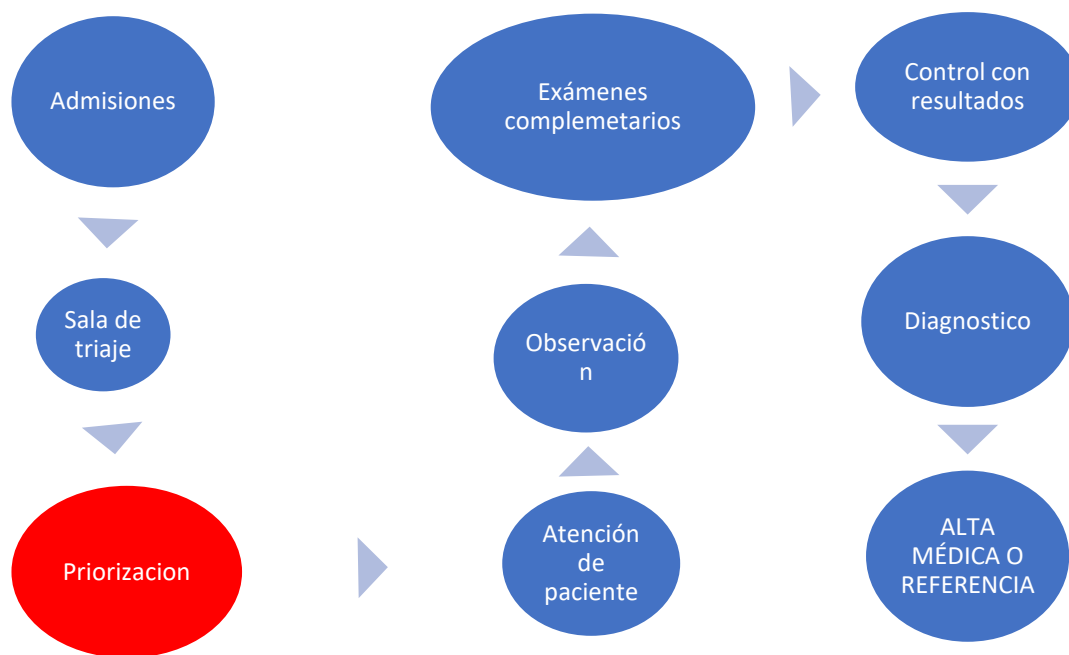 Admisiones
Sala de
triaje
Priorizacion
Atención
de
paciente
Observació
n
Exámenes
complemetarios
Control con
resultados
Diagnostico
ALTA
MÉDICA O
REFERENCIA